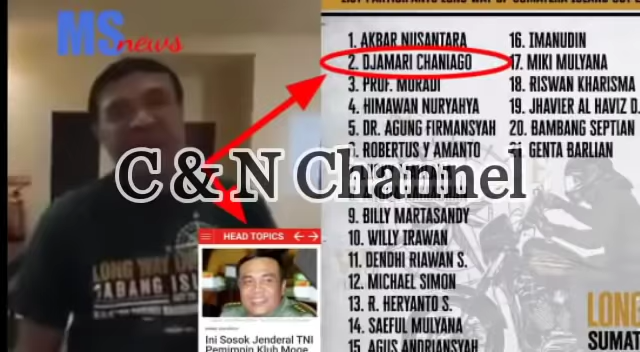 MSnews
LIST PARTICIPANTS LONG WAY OF SUMATERA ISLAND
1. AKBAR NUSANTARA
2. DJAMARI CHANIAGO
3. PROF. MURADI
4. HIMAWAN NURYAHYA
5. DR. AGUNG FIRMANSYAH
6. ROBERTUS Y AMANTO
9. BILLY MARTASANDY
10. WILLY IRAWAN
11. DENDHI RIAWAN S.
12. MICHAEL SIMON
13. R. HERYANTO S.
14. SAEFUL MULYANA
15. AGUS ANDRIANSYAH
16. IMANUDIN
17. MIKI MULYANA
18. RISWAN KHARISMA
19. JHAVIER AL HAVIZ D.
20. BAMBANG SEPTIAN
21. GENTA BARLIAN
C & N Channel
LONG WAY
SABANG ISL
HEAD TOPICS
Ini Sosok Jenderal TNI
Pemimpin Klub Moge
LONG
SUMAT